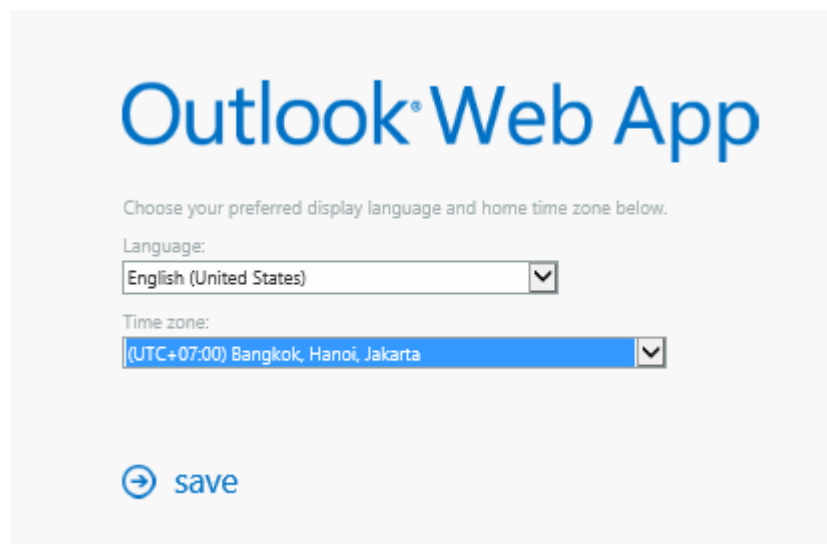 Outlook® Web App
Choose your preferred display language and home time zone below.
Language:
English (United States)
Time zone:
(UTC+07:00) Bangkok, Hanoi, Jakarta
save